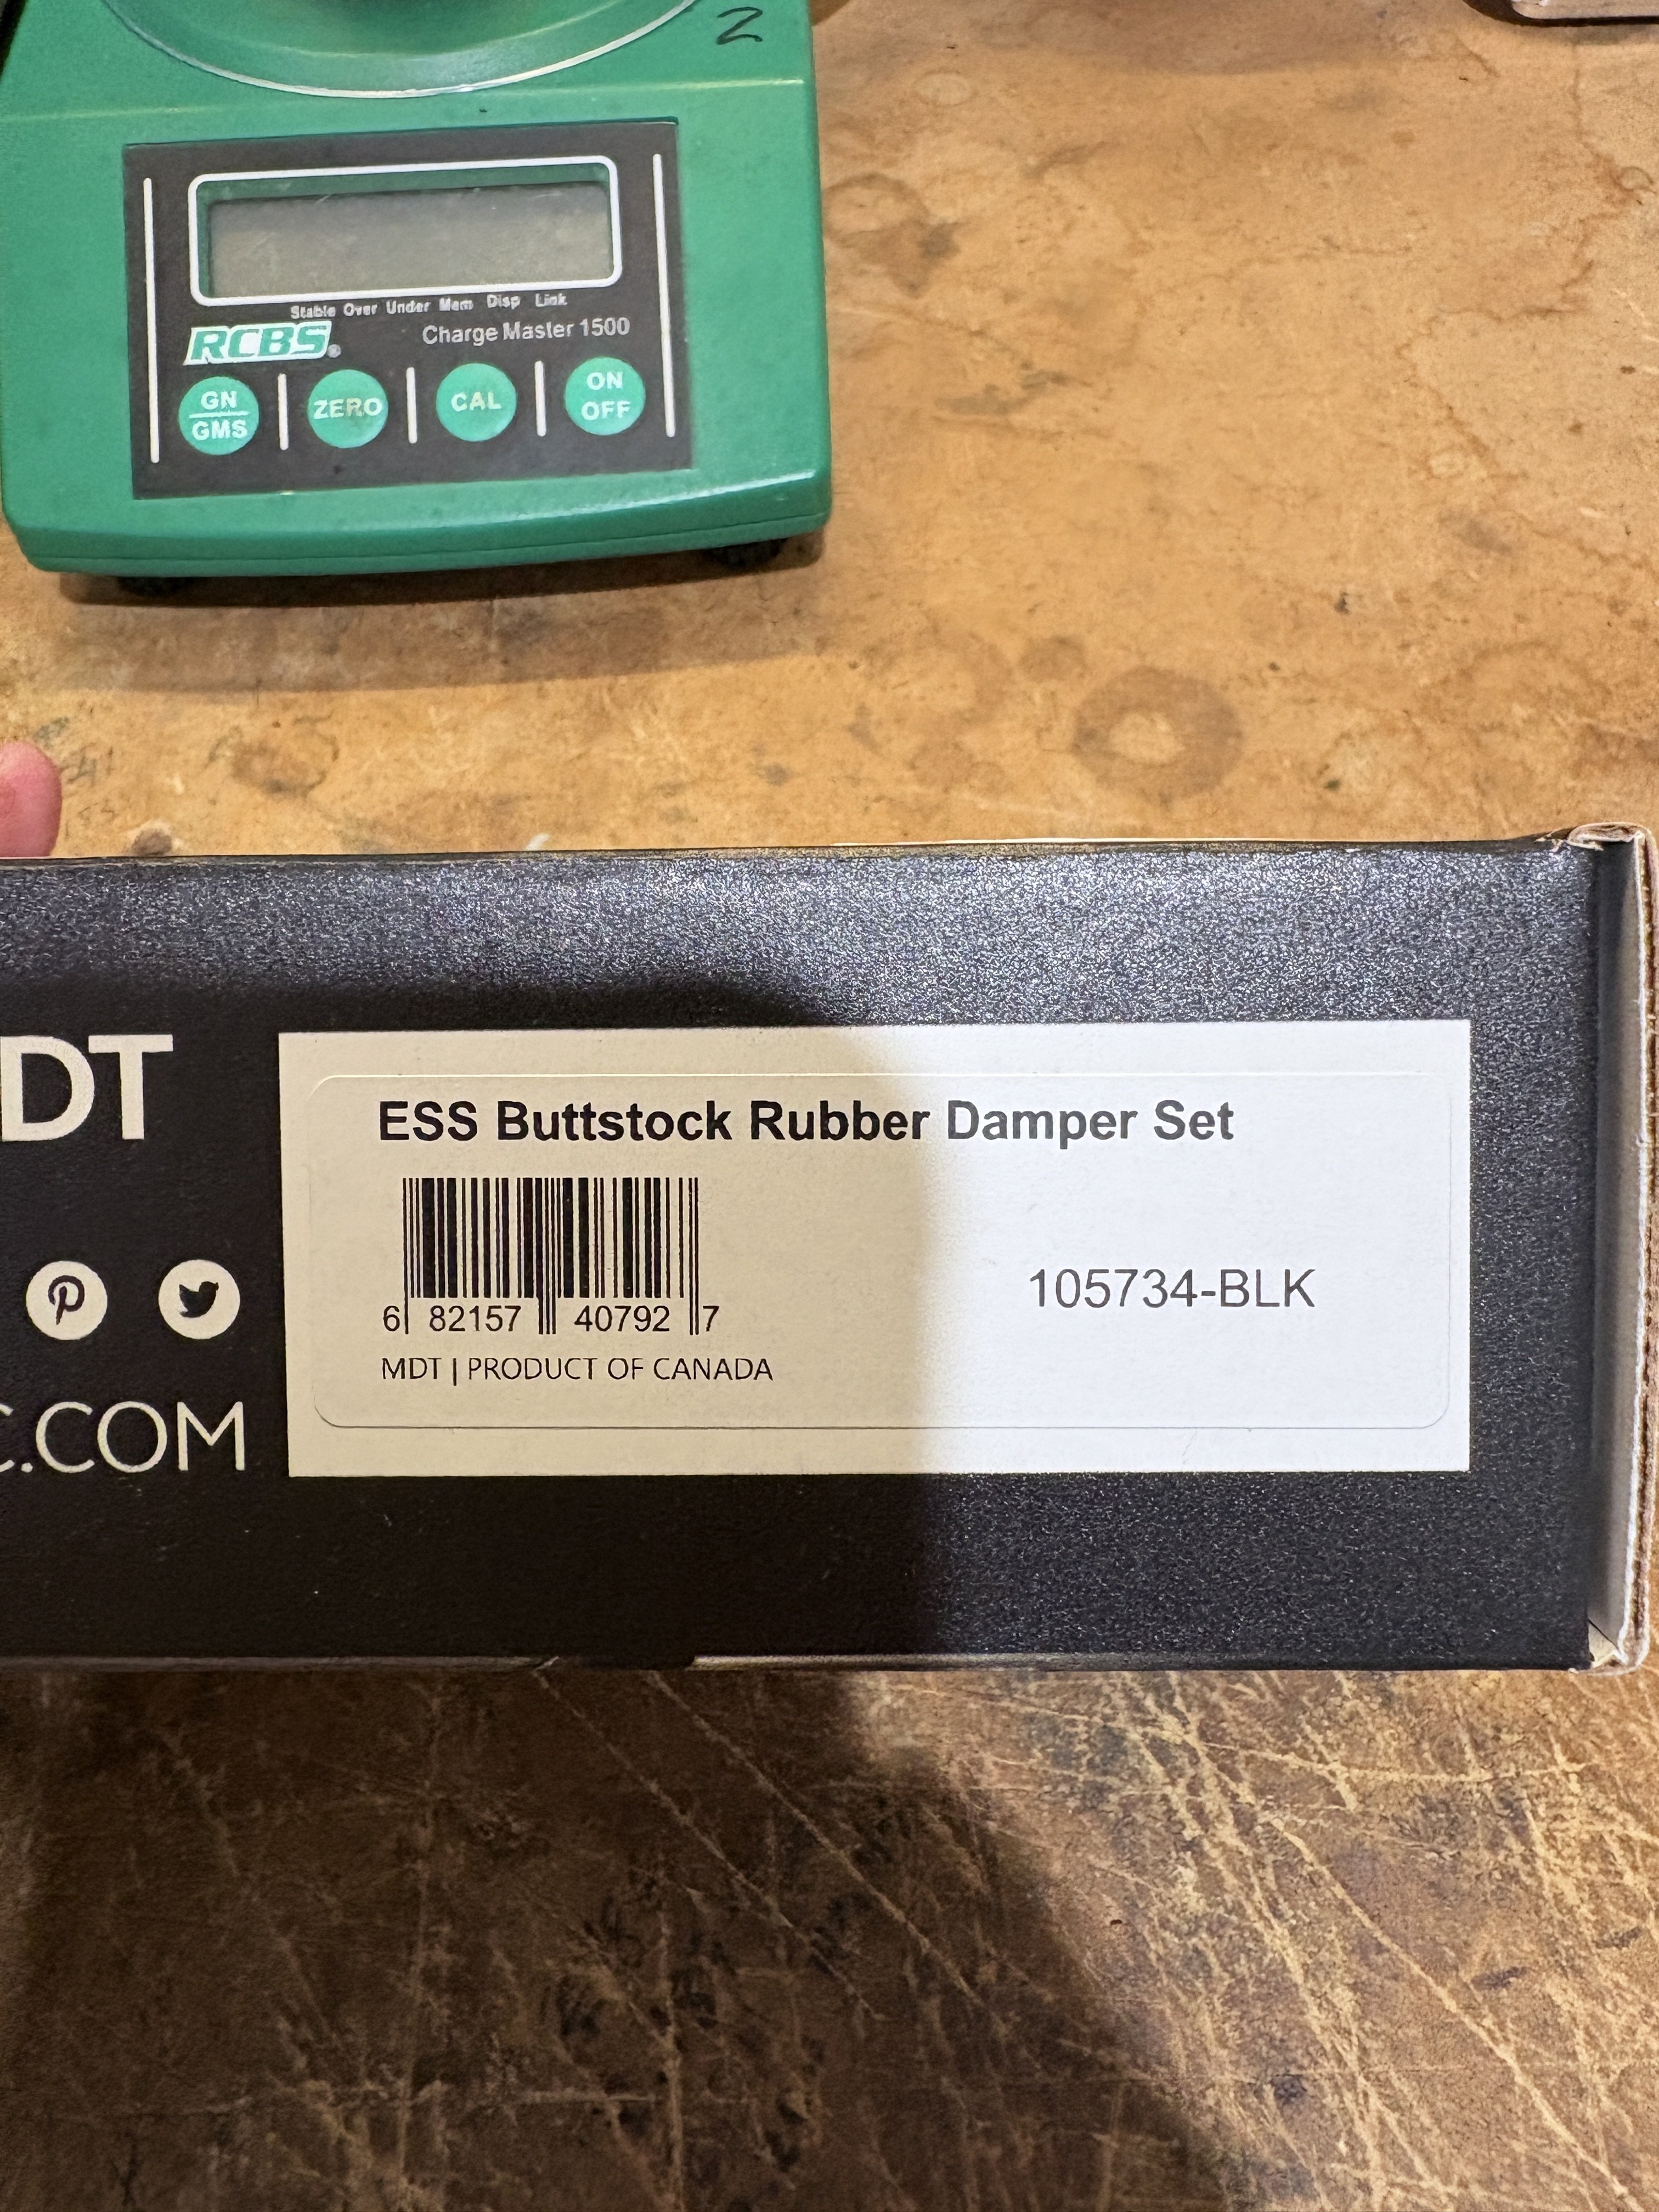 2
Stable Over Under Mem Disp Link
RCBS® Charge Master 1500
GN
GMS
ZERO
CAL
ON
OFF
DT
ESS Buttstock Rubber Damper Set
105734-BLK
6 82157 40792 7
MDT | PRODUCT OF CANADA
C.COM